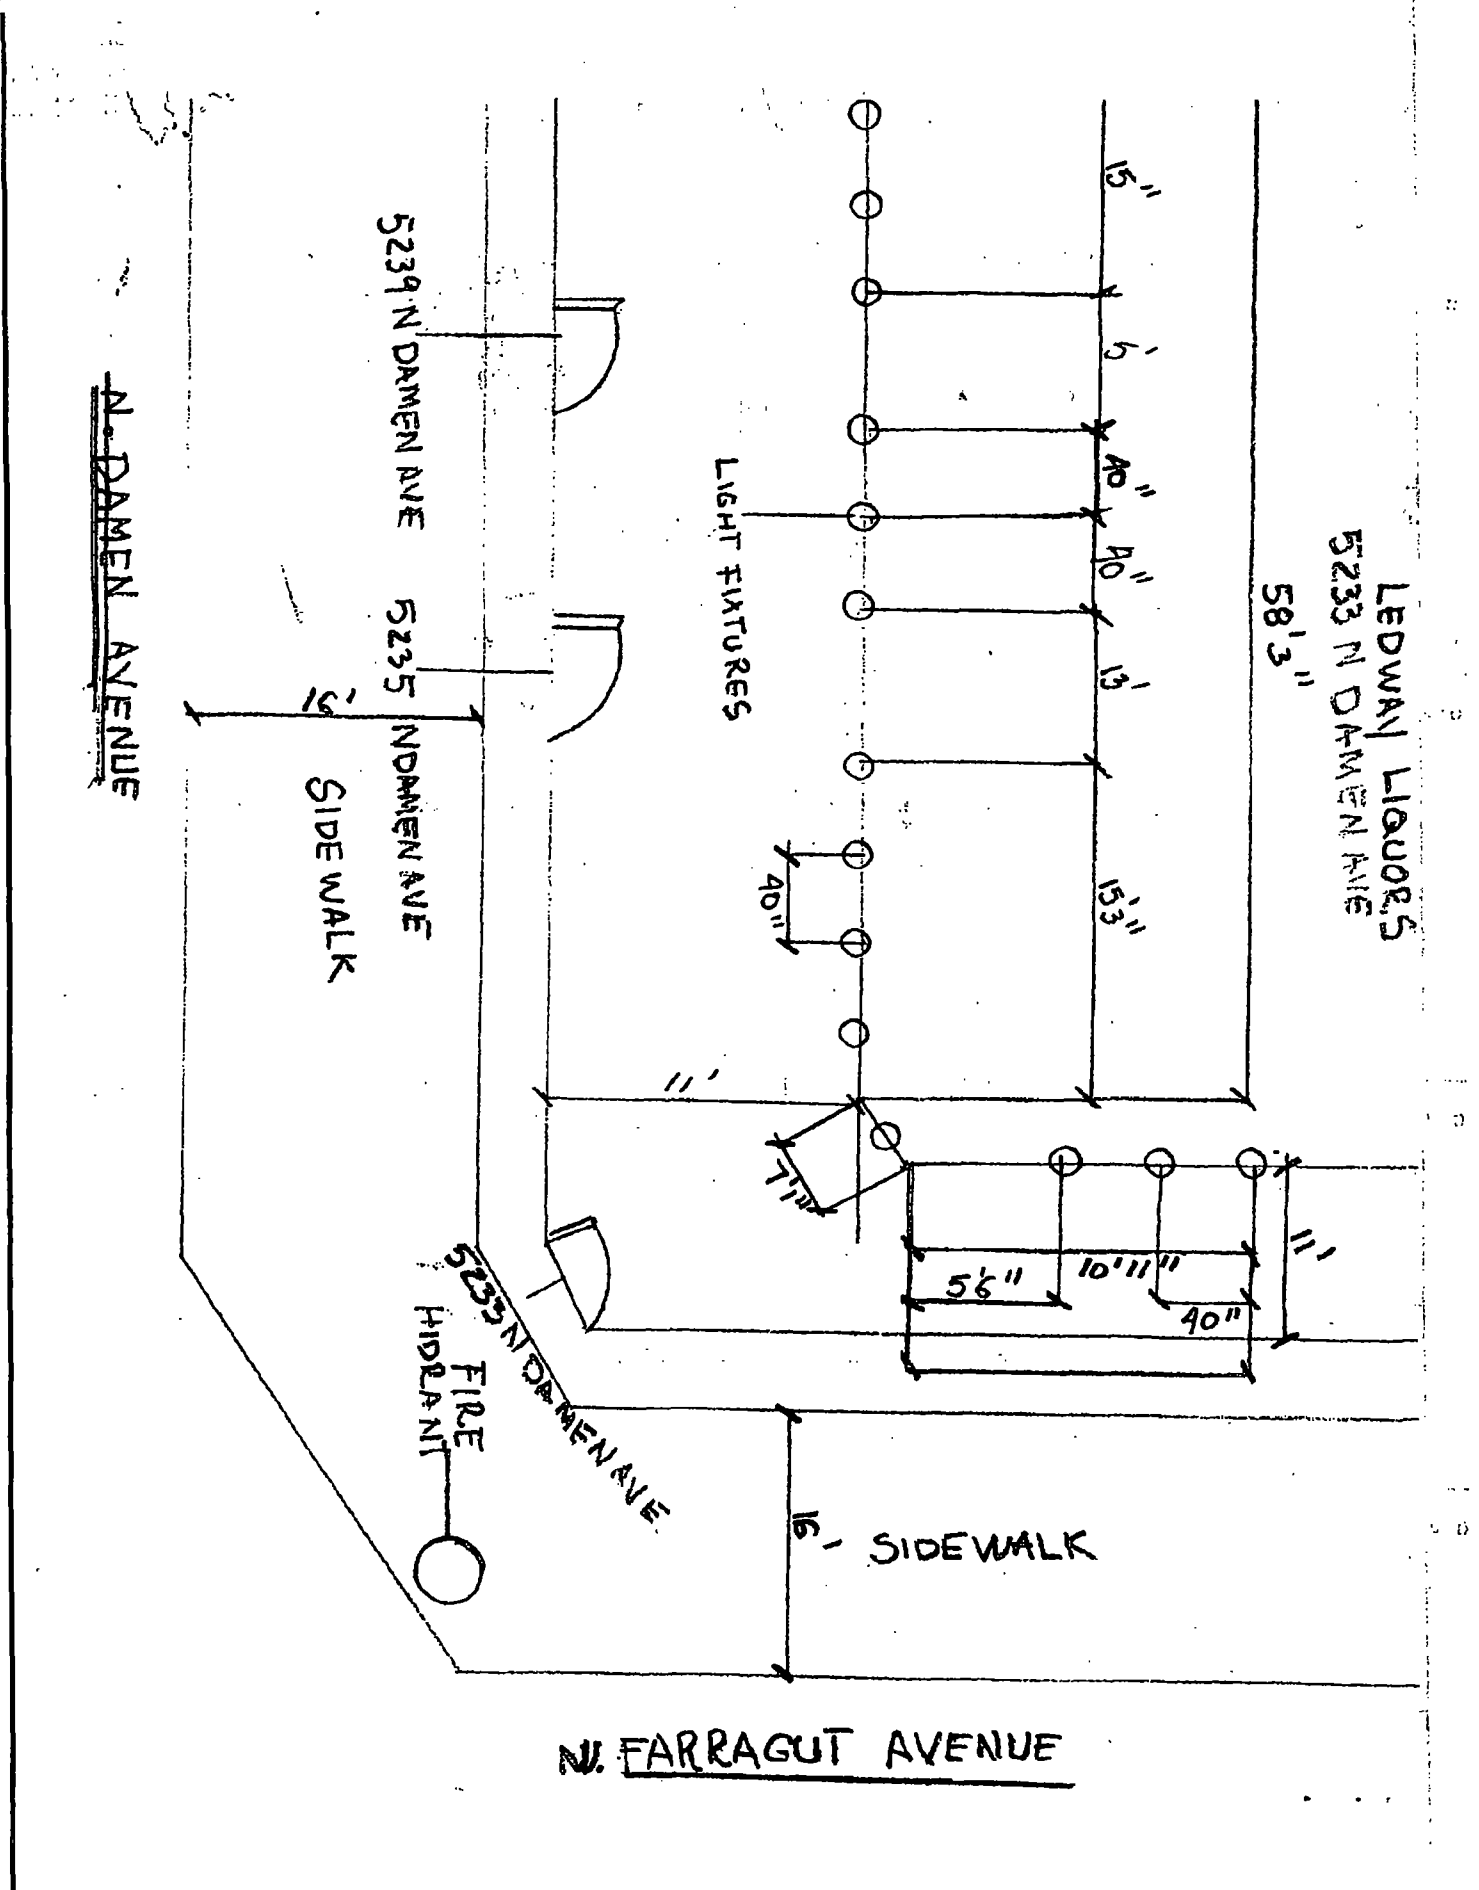 LEDWAY LIQUORS
5233 N DAMEN AVE
58'3"
15"
5'
40"
40"
13'
15'3"
LIGHT FIXTURES
40"
11'
7'1"
5'6"
10'11"
40"
11'
5239 N DAMEN AVE
5235 N DAMEN AVE
5233 N DAMEN AVE
16'
SIDEWALK
N. DAMEN AVENUE
FIRE
HIDRANT
16'
SIDEWALK
FARRAGUT AVENUE